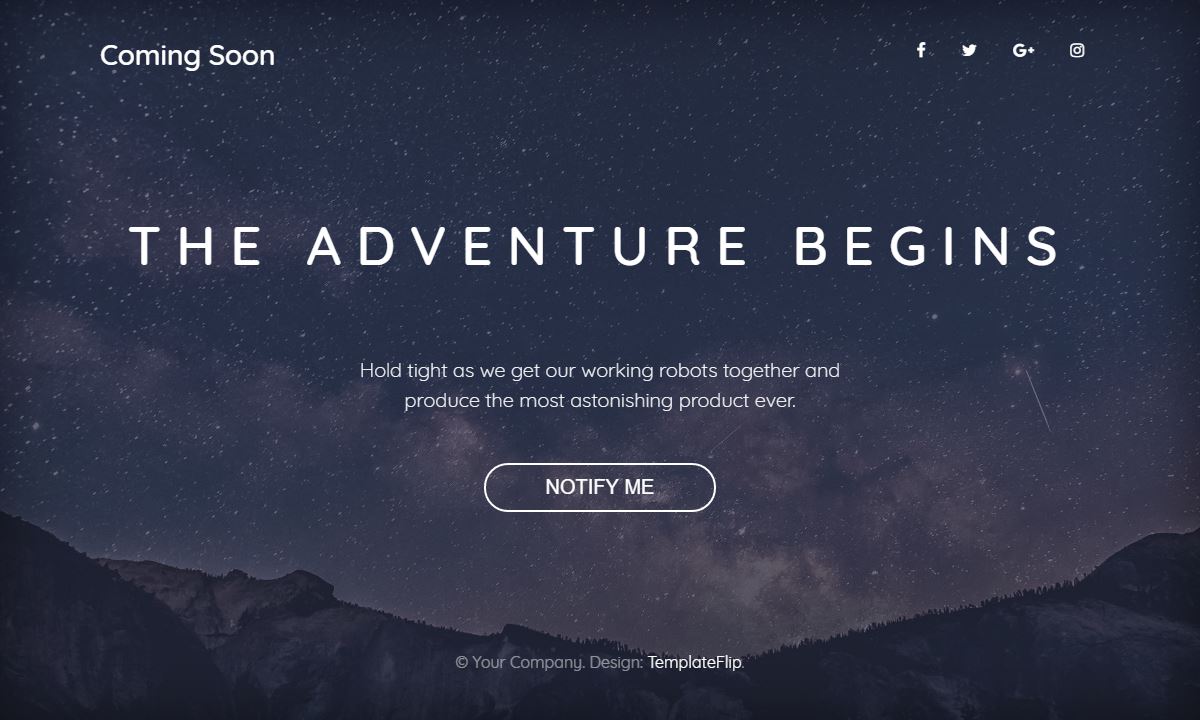 Coming Soon
THE ADVENTURE BEGINS
Hold tight as we get our working robots together and
produce the most astonishing product ever.
NOTIFY ME
© Your Company. Design: TemplateFlip.